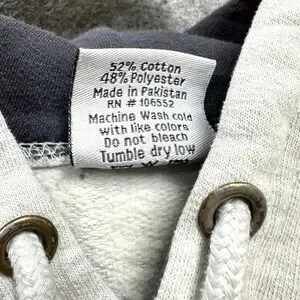 52% Cotton
48% Polyester
Made in Pakistan
RN # 106552
Machine Wash cold
with like colors
Do not bleach
Tumble dry low